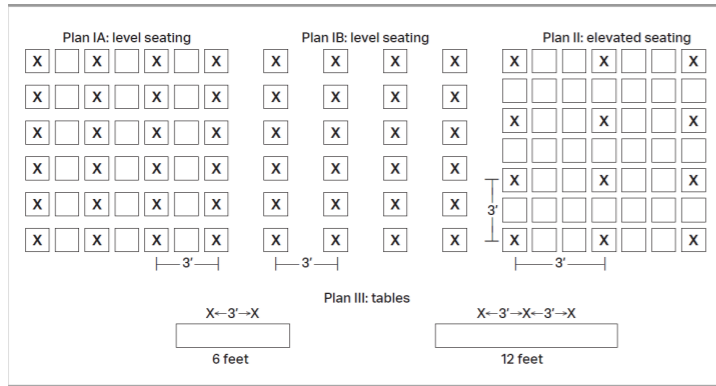 Plan IA: level seating Plan IB: level seating Plan II: elevated seating
X X X X X X X X X X X
X X X X X X X X
X X X X X X X X X X X
X X X X X X X X
X X X X X X X X X X X
3'
X X X X X X X X
X X X X X X X X X X X
3' 3' 3'
Plan III: tables
X←3'→X X←3'→X←3'→X
6 feet 12 feet